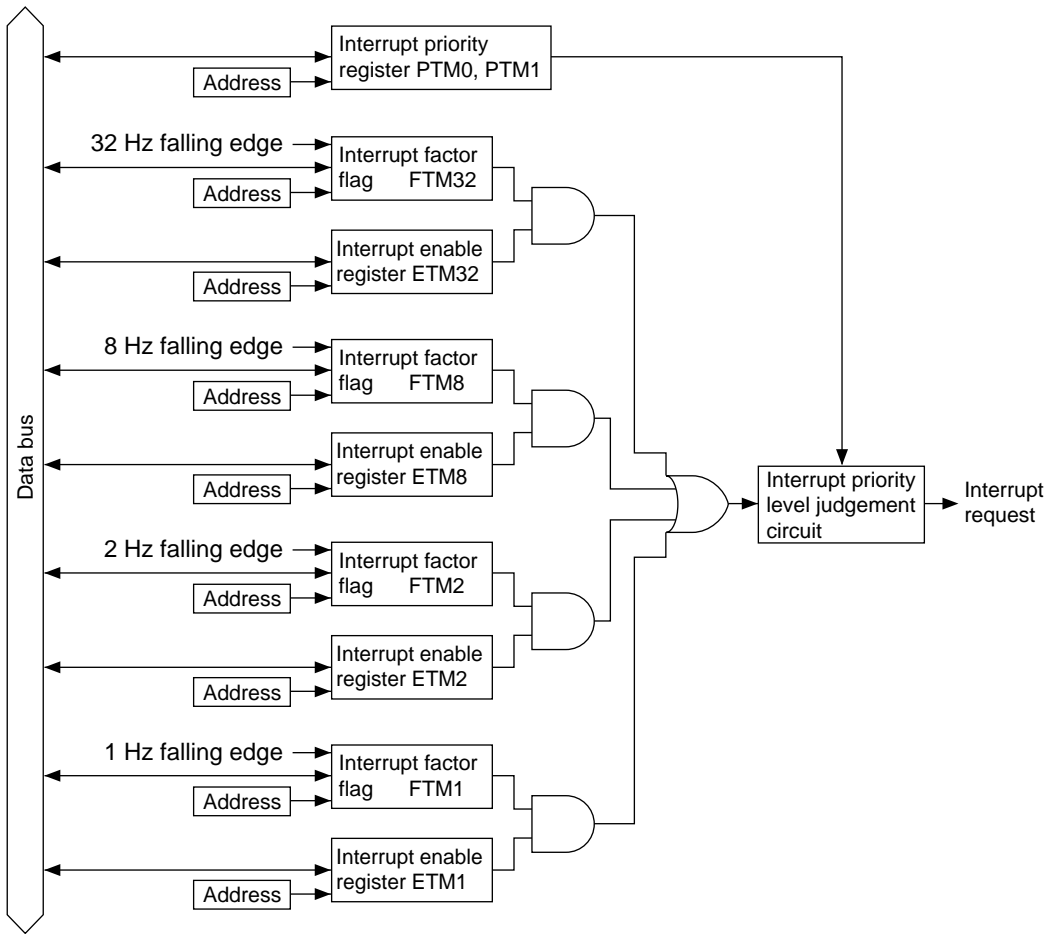 Data bus
Interrupt priority
register PTM0, PTM1
Address
32 Hz falling edge
Interrupt factor
flag FTM32
Address
Interrupt enable
register ETM32
Address
8 Hz falling edge
Interrupt factor
flag FTM8
Address
Interrupt enable
register ETM8
Address
2 Hz falling edge
Interrupt factor
flag FTM2
Address
Interrupt enable
register ETM2
Address
1 Hz falling edge
Interrupt factor
flag FTM1
Address
Interrupt enable
register ETM1
Address
Interrupt priority
level judgement
circuit
Interrupt
request